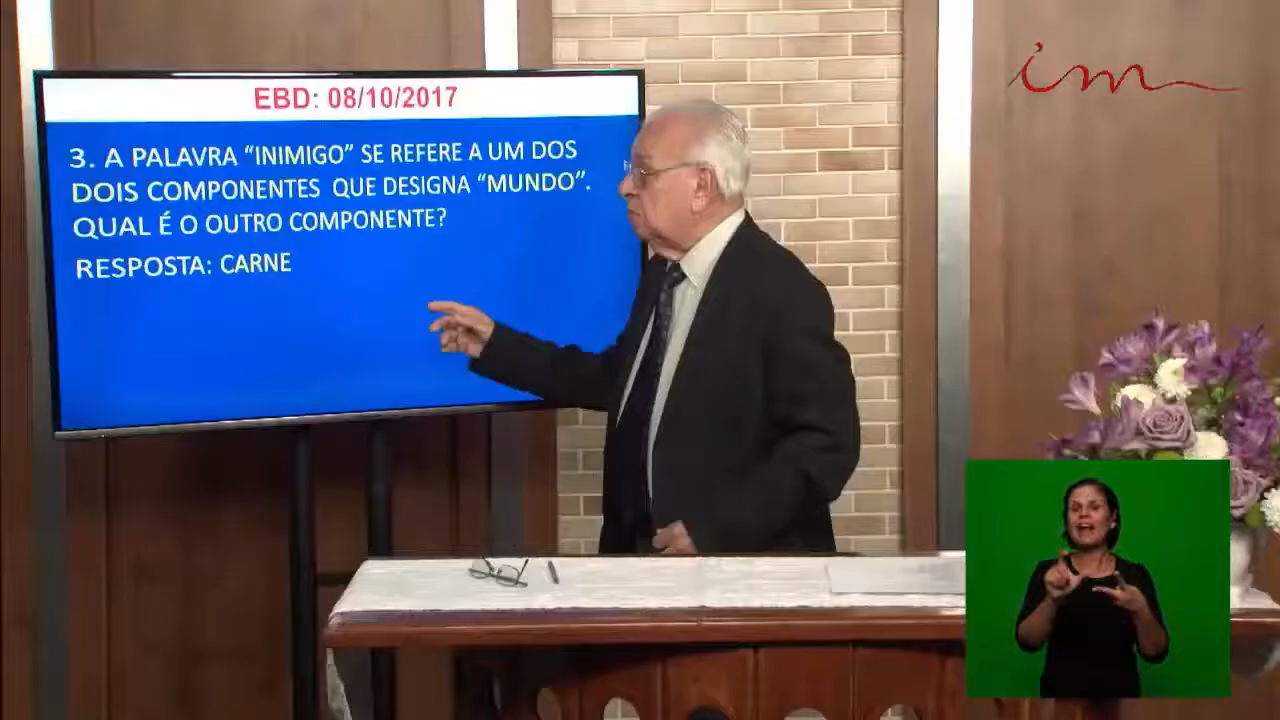 EBD: 08/10/2017
3. A PALAVRA “INIMIGO” SE REFERE A UM DOS
DOIS COMPONENTES QUE DESIGNA “MUNDO”.
QUAL É O OUTRO COMPONENTE?
RESPOSTA: CARNE
im